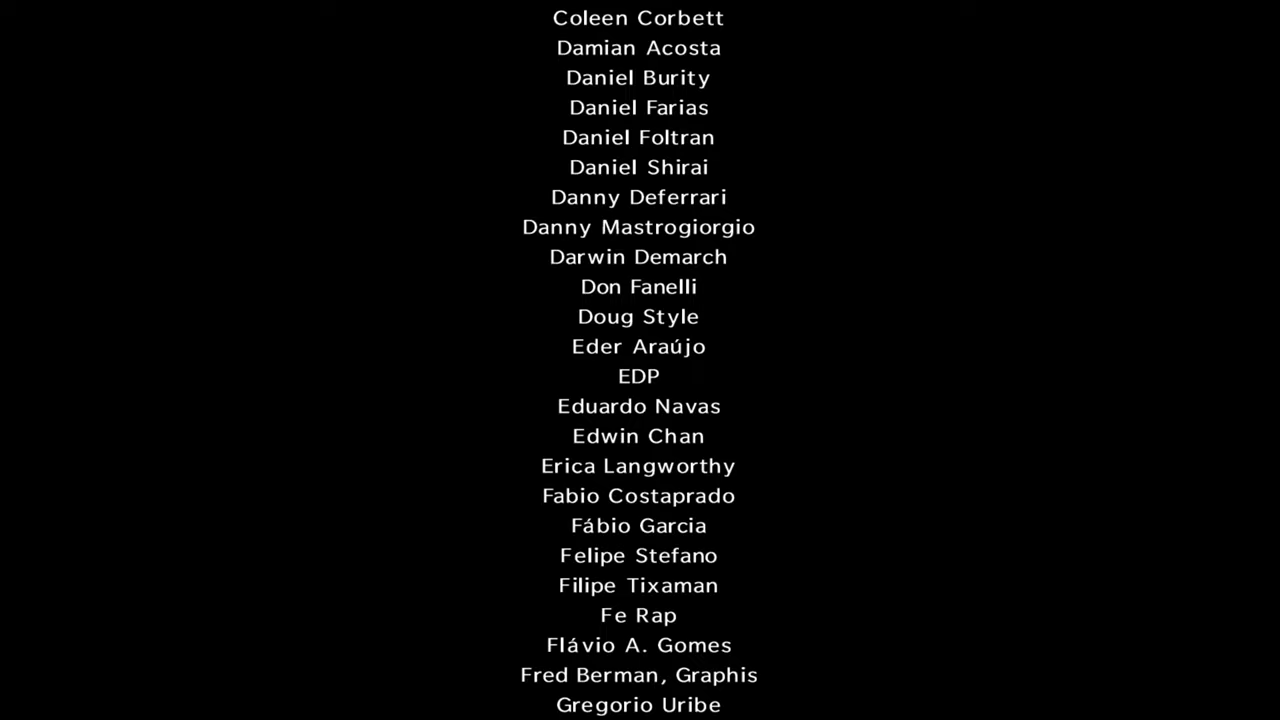 Coleen Corbett
Damian Acosta
Daniel Burity
Daniel Farias
Daniel Foltran
Daniel Shirai
Danny Deferrari
Danny Mastrogiorgio
Darwin Demarch
Don Fanelli
Doug Style
Eder Araújo
EDP
Eduardo Navas
Edwin Chan
Erica Langworthy
Fabio Costaprado
Fábio Garcia
Felipe Stefano
Filipe Tixaman
Fe Rap
Flávio A. Gomes
Fred Berman, Graphis
Gregorio Uribe